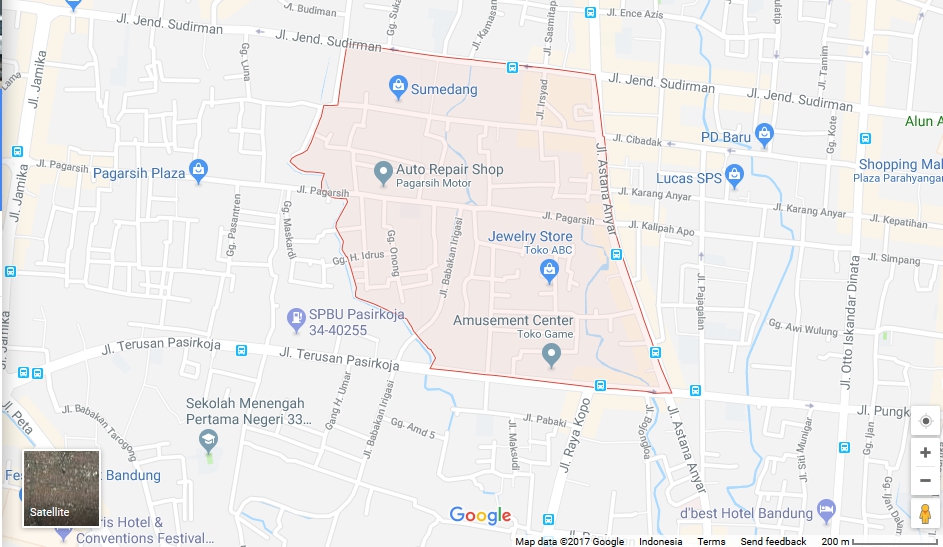 Jl. Budiman
Gg. Suka
Jl. Kamasan
Jl. Sasmita
Jl. Ence Azis
Jl. Jend. Sudirman
Jl. Jend. Sudirman
Jl. Jamika
Gg. Luna
Lama
Sumedang
Jl. Irsyad
Jl. Jend. Sudirman
Jl. Jend. Sudirman
Jl. Tamim
Gg. Kote
Alun A
Jl. Cibadak
PD Baru
Jl. Pagarsih
Pagarsih Plaza
Auto Repair Shop
Pagarsih Motor
Jl. Astana Anyar
Lucas SPS
Shopping Mal
Plaza Parahyangan
Jl. Jamika
Jl. Pagarsih
Jl. Karang Anyar
Jl. Karang Anyar
Jl. Kepatihan
Gg. Pasantren
Gg. Maskardi
Jl. Pagarsih
Jl. Kalipah Apo
Gg. H. Idrus
Gg. Onong
Jl. Babakan Irigasi
Jewelry Store
Toko ABC
Jl. Simpang
Jl. Pajagalan
Jl. Otto Iskandar Dinata
SPBU Pasirkoja
34-40255
Amusement Center
Toko Game
Gg. Awi Wulung
Jl. Jamika
Jl. Terusan Pasirkoja
Jl. Terusan Pasirkoja
Jl. Peta
Jl. Babakan Tarogong
Sekolah Menengah
Pertama Negeri 33...
Gang H. Umar
Jl. Babakan Irigasi
Gg. Amd 5
Jl. Maksudi
Jl. Pabaki
Jl. Raya Kopo
Jl. Bogongloa
Jl. Astana Anyar
Jl. Pungk
Gg. Ijan
Gg. Ijan Dalam
Bandung
Satellite
ris Hotel &
Conventions Festival...
Google
d'best Hotel Bandung
Map data ©2017 Google
Indonesia
Terms
Send feedback
200 m